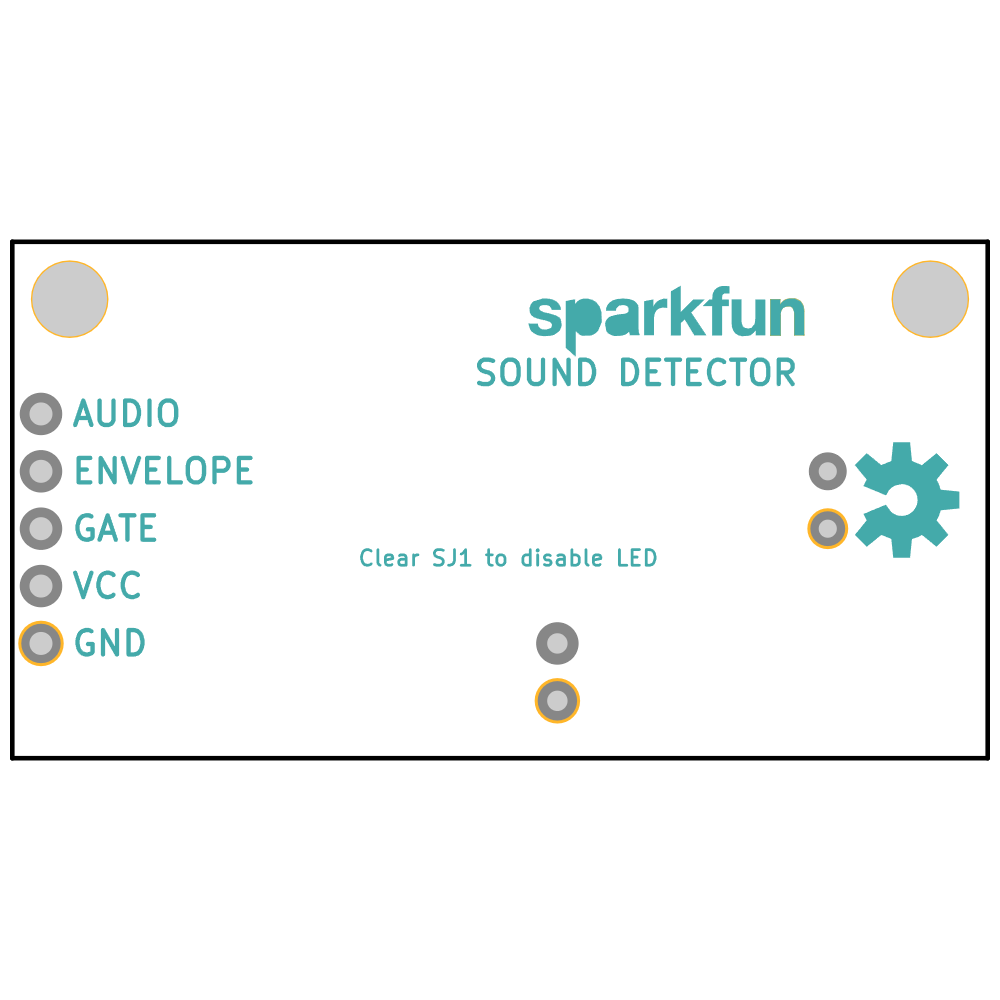 sparkfun
SOUND DETECTOR
AUDIO
ENVELOPE
GATE
VCC
GND
Clear SJ1 to disable LED